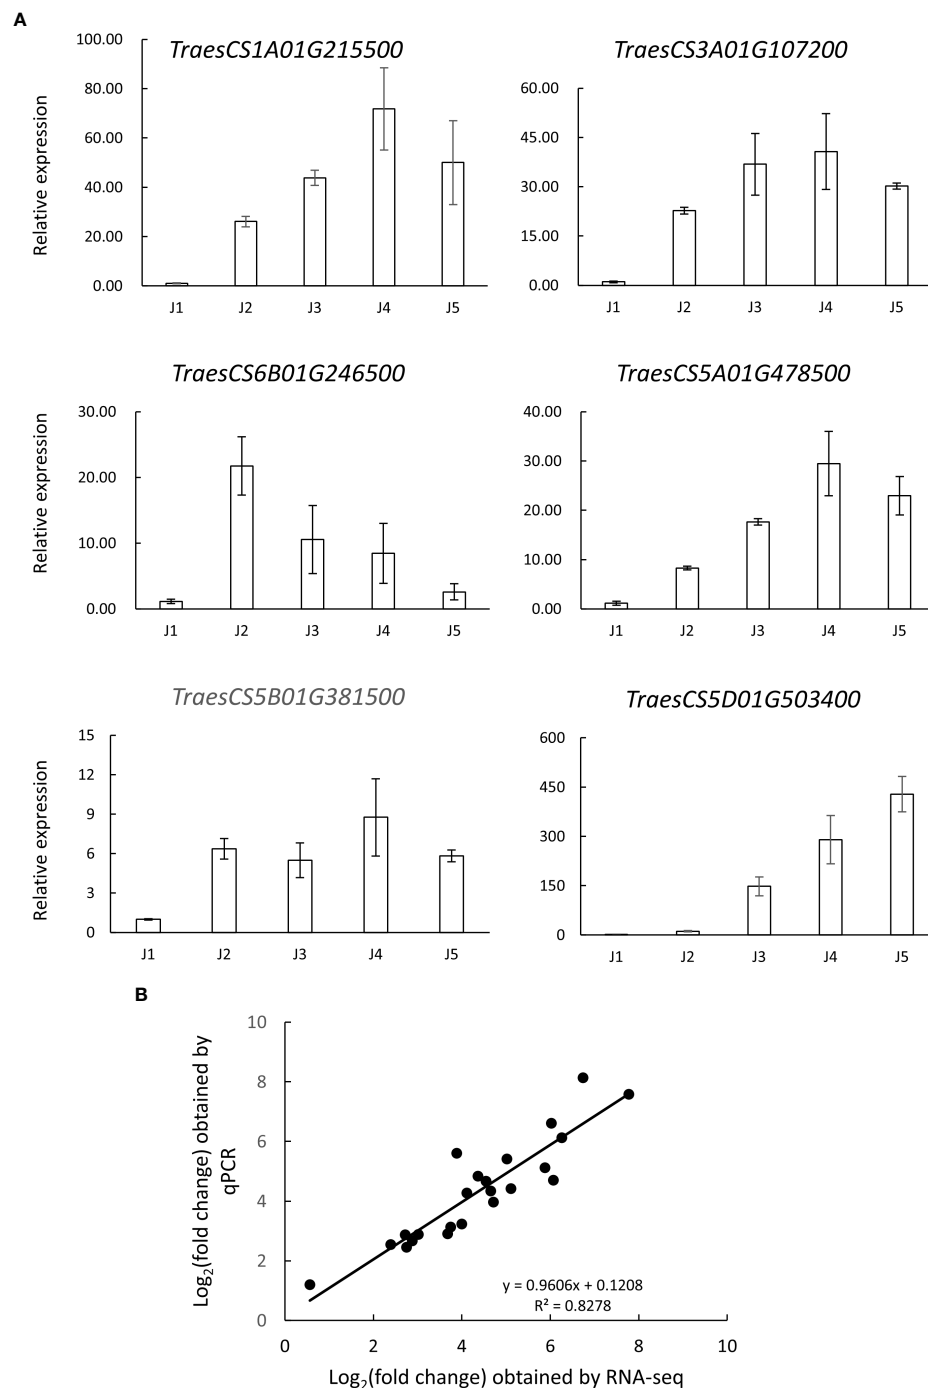 A
TraesCS1A01G215500
100.00
80.00
60.00
40.00
20.00
0.00
Relative expression
J1 J2 J3 J4 J5
TraesCS3A01G107200
60.00
45.00
30.00
15.00
0.00
J1 J2 J3 J4 J5
TraesCS6B01G246500
30.00
20.00
10.00
0.00
Relative expression
J1 J2 J3 J4 J5
TraesCS5A01G478500
40.00
30.00
20.00
10.00
0.00
J1 J2 J3 J4 J5
TraesCS5B01G381500
15
12
9
6
3
0
Relative expression
J1 J2 J3 J4 J5
TraesCS5D01G503400
600
450
300
150
0
J1 J2 J3 J4 J5
B
Log₂(fold change) obtained by
qPCR
10
8
6
4
2
0
y = 0.9606x + 0.1208
R² = 0.8278
0 2 4 6 8 10
Log₂(fold change) obtained by RNA-seq